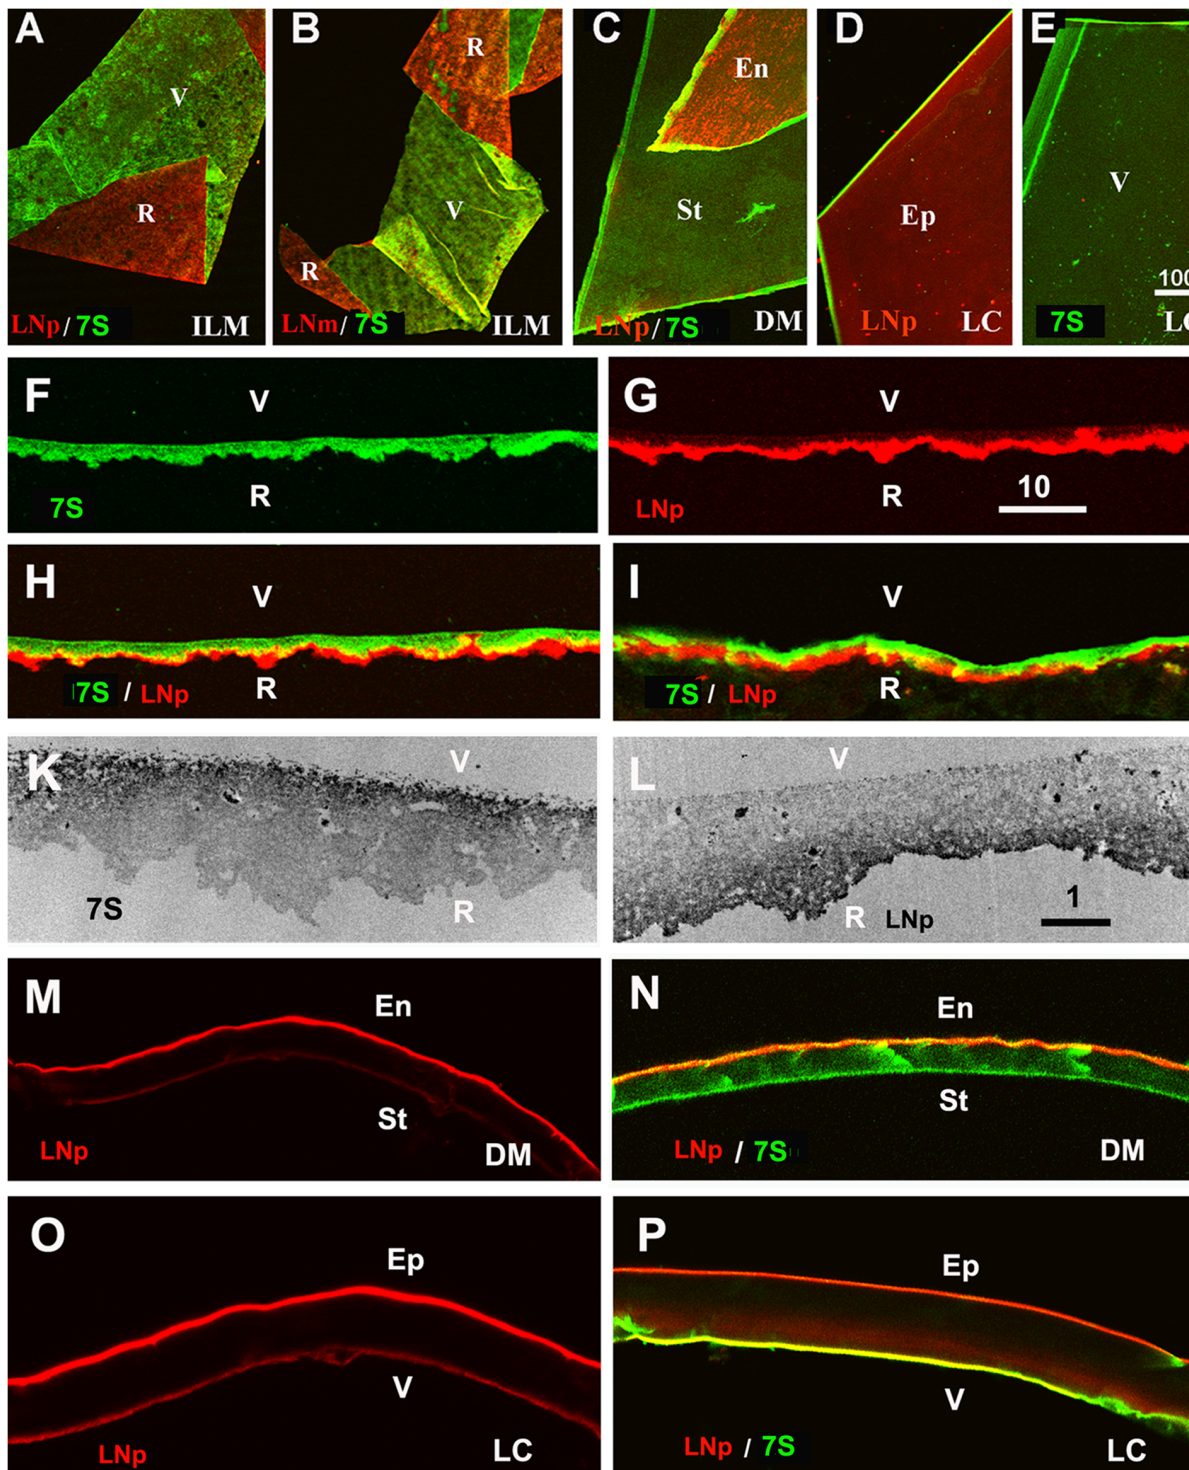 A
V
R
LNp / 7S
ILM
B
R
V
R
LNm / 7S
ILM
C
En
St
LNp / 7S
DM
D
Ep
LNp
LC
E
V
100
7S
F
V
R
7S
G
V
R
10
LNp
H
V
R
7S / LNp
I
V
R
7S / LNp
K
V
7S
R
L
V
R
LNp
1
M
En
St
LNp
DM
N
En
St
LNp / 7S
DM
O
Ep
V
LNp
LC
P
Ep
V
LNp / 7S
LC